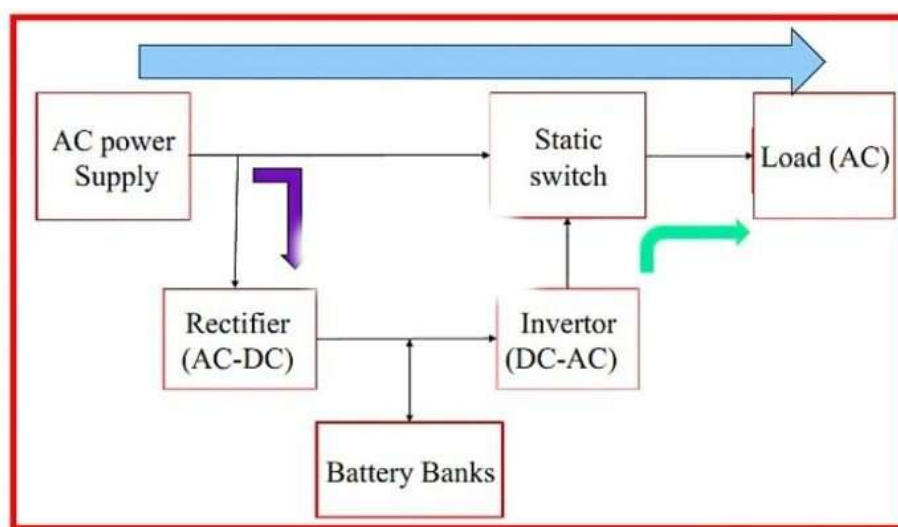 AC power
Supply
Static
switch
Load (AC)
Rectifier
(AC-DC)
Invertor
(DC-AC)
Battery Banks